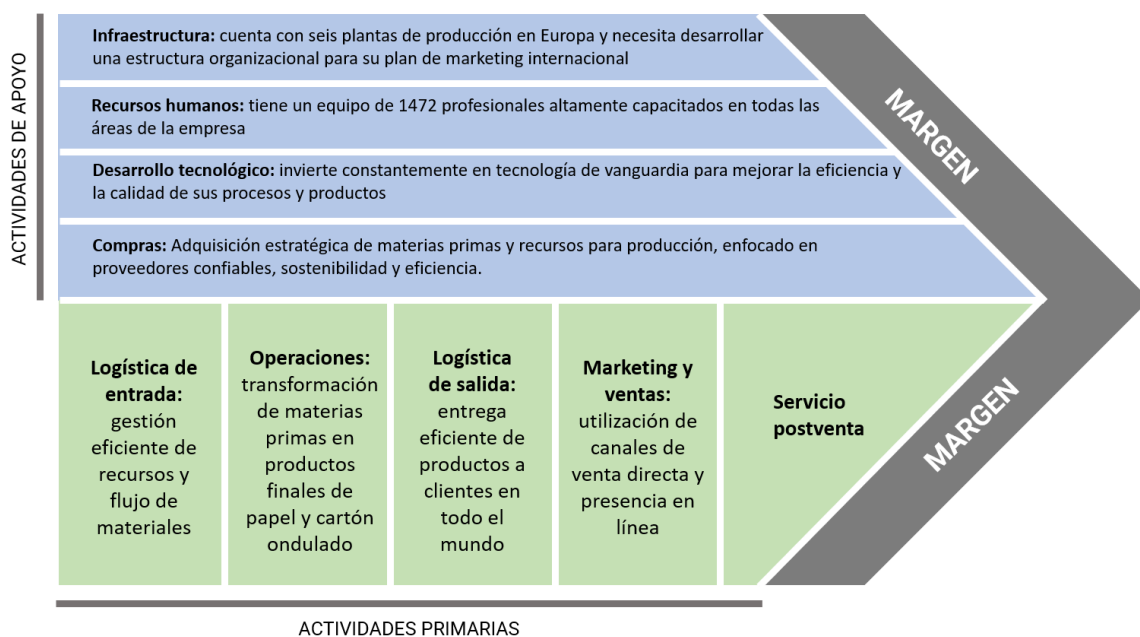 ACTIVIDADES DE APOYO
Infraestructura: cuenta con seis plantas de producción en Europa y necesita desarrollar
una estructura organizacional para su plan de marketing internacional
Recursos humanos: tiene un equipo de 1472 profesionales altamente capacitados en todas las
áreas de la empresa
Desarrollo tecnológico: invierte constantemente en tecnología de vanguardia para mejorar la eficiencia y
la calidad de sus procesos y productos
Compras: Adquisición estratégica de materias primas y recursos para producción, enfocado en
proveedores confiables, sostenibilidad y eficiencia.
MARGEN
Logística de
entrada:
gestión
eficiente de
recursos y
flujo de
materiales
Operaciones:
transformación
de materias
primas en
productos
finales de
papel y cartón
ondulado
Logística
de salida:
entrega
eficiente de
productos a
clientes en
todo el
mundo
Marketing y
ventas:
utilización de
canales de
venta directa y
presencia en
línea
Servicio
postventa
MARGEN
ACTIVIDADES PRIMARIAS